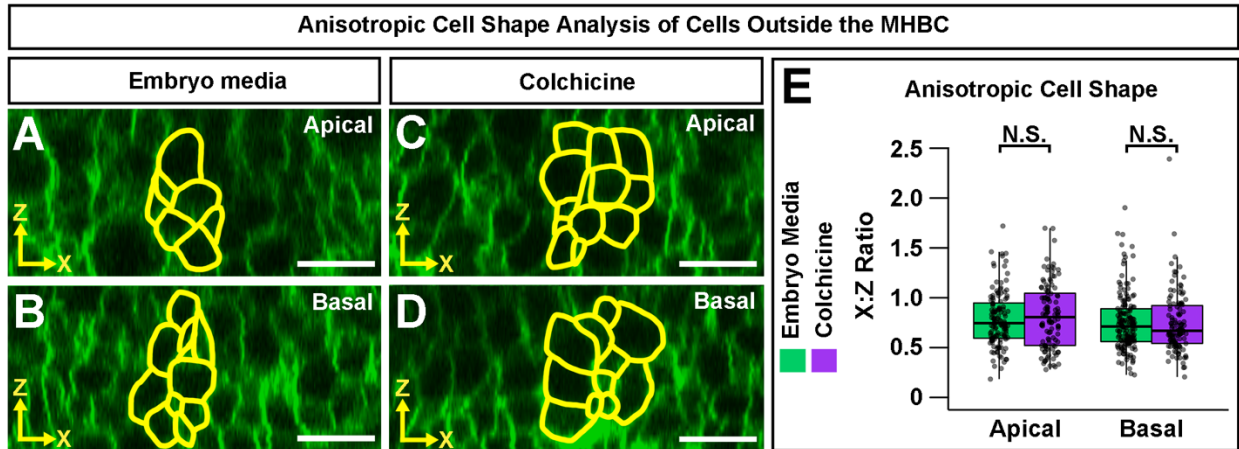 Anisotropic Cell Shape Analysis of Cells Outside the MHBC
Embryo media
Colchicine
A
Apical
Z
X
C
Apical
Z
X
B
Basal
Z
X
D
Basal
Z
X
E
Anisotropic Cell Shape
Embryo Media
Colchicine
X:Z Ratio
N.S.
N.S.
2.5
2.0
1.5
1.0
0.5
0
Apical
Basal